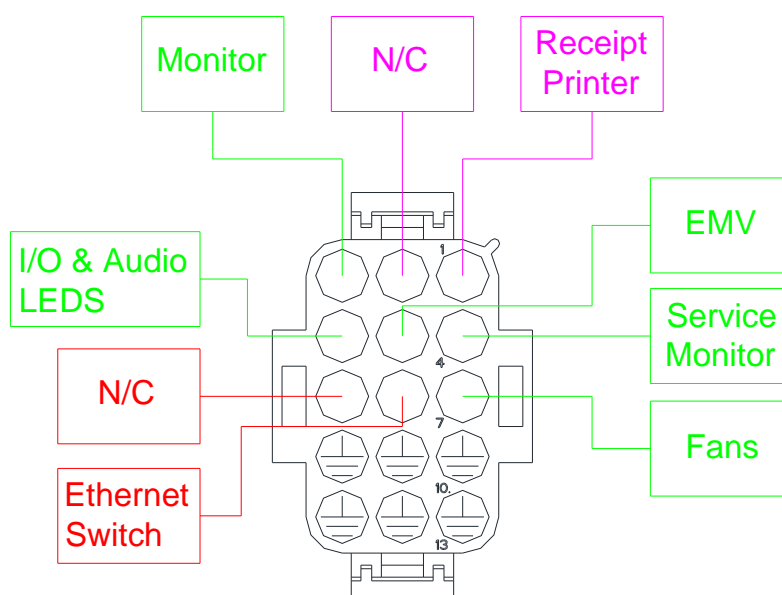 Monitor
N/C
Receipt
Printer
EMV
1
I/O & Audio
LEDS
Service
Monitor
4
N/C
7
Fans
Ethernet
Switch
10.
13